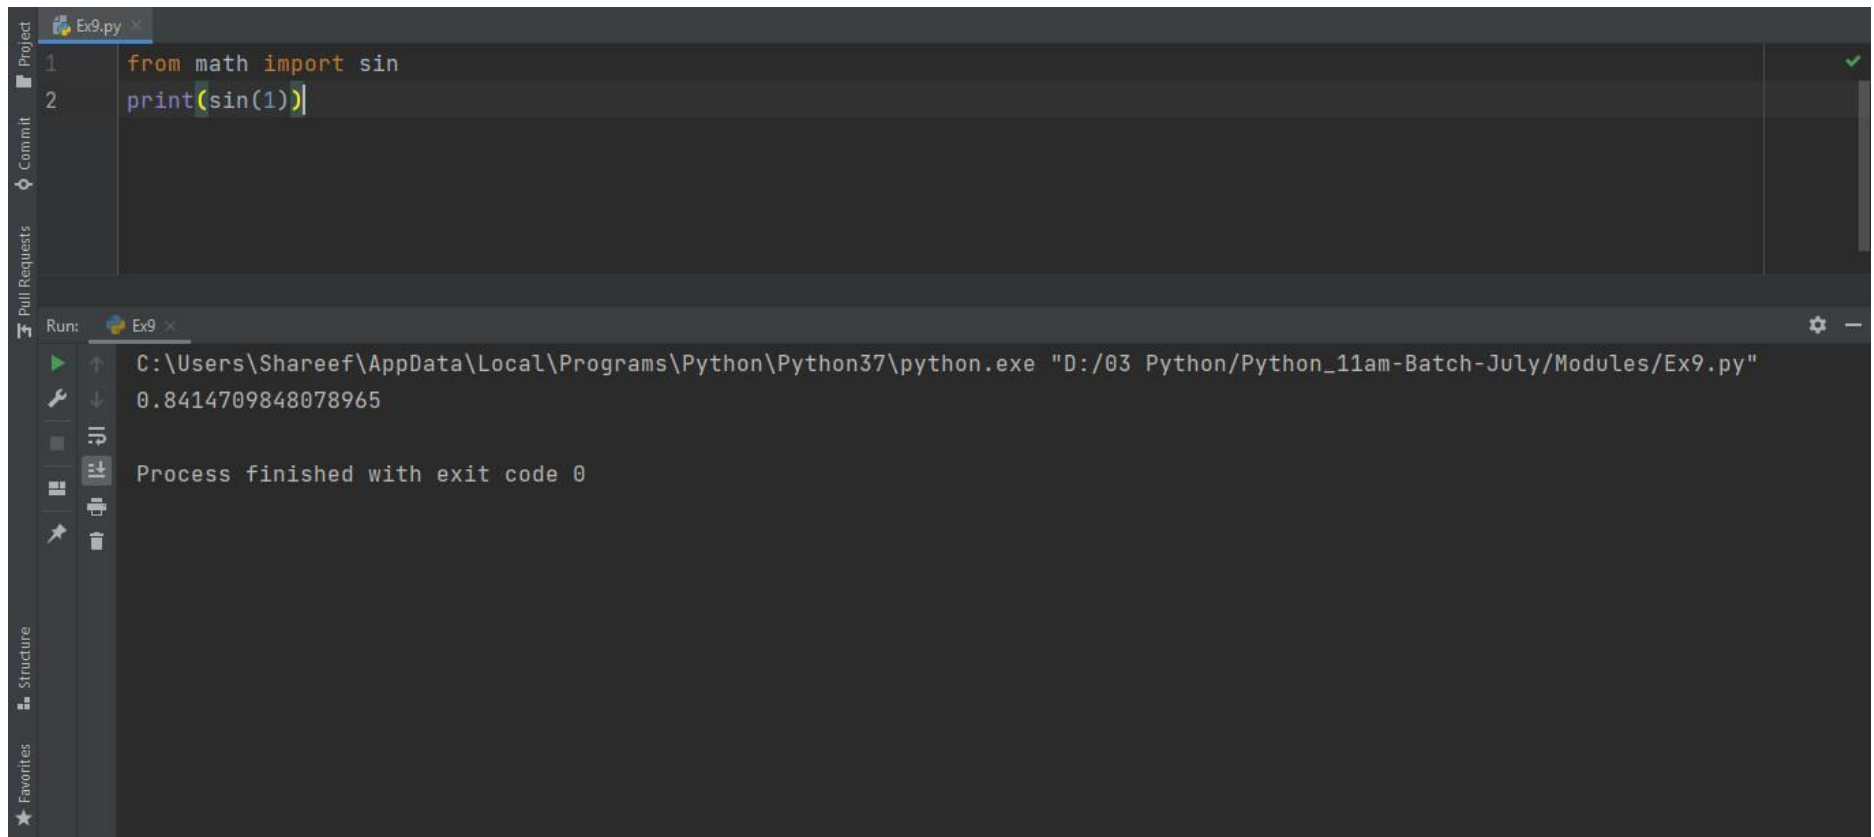 Ex9.py
Project
Commit
Pull Requests
1 from math import sin
2 print(sin(1))
Run: Ex9
C:\Users\Shareef\AppData\Local\Programs\Python\Python37\python.exe "D:/03 Python/Python_11am-Batch-July/Modules/Ex9.py"
0.8414709848078965
Process finished with exit code 0
Structure
Favorites